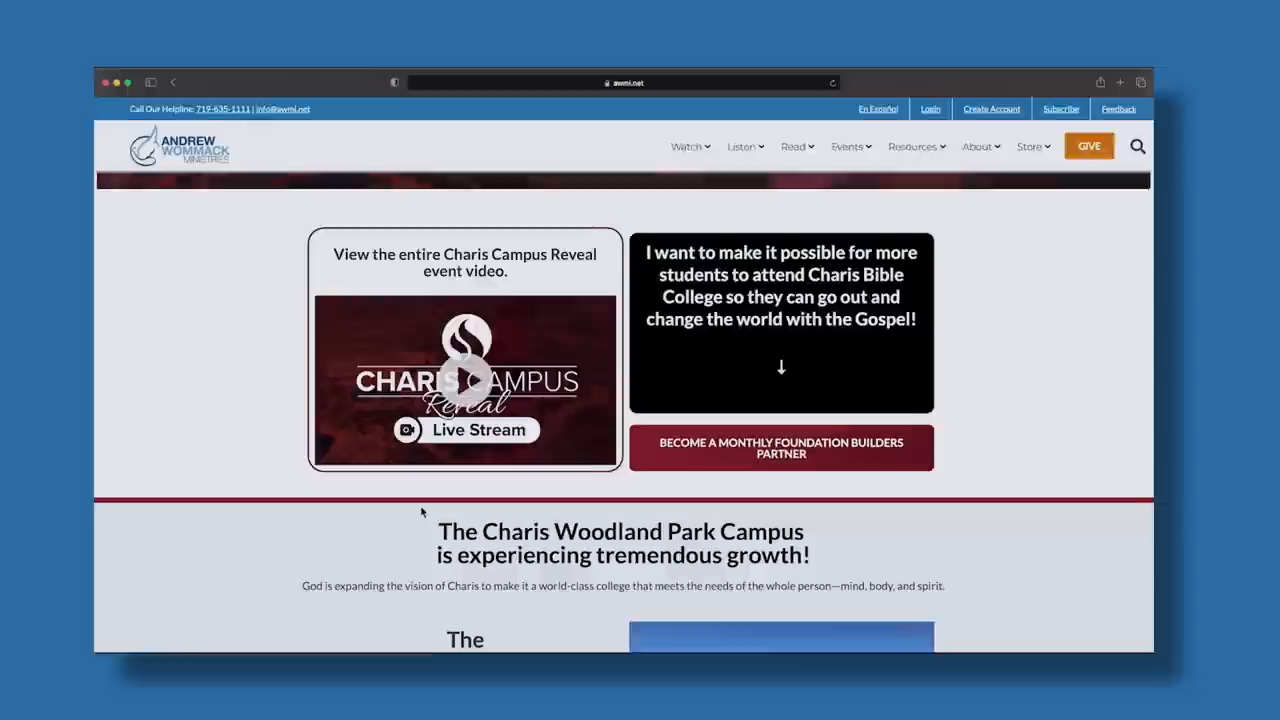 awmi.net
Call Our Helpline: 719-635-1111 | info@awmi.net
En Español
Login
Create Account
Subscribe
Feedback
ANDREW
WOMMACK
MINISTRIES
Watch
Listen
Read
Events
Resources
About
Store
GIVE
View the entire Charis Campus Reveal
event video.
CHARIS CAMPUS
Reveal
Live Stream
I want to make it possible for more
students to attend Charis Bible
College so they can go out and
change the world with the Gospel!
↓
BECOME A MONTHLY FOUNDATION BUILDERS
PARTNER
The Charis Woodland Park Campus
is experiencing tremendous growth!
God is expanding the vision of Charis to make it a world-class college that meets the needs of the whole person—mind, body, and spirit.
The